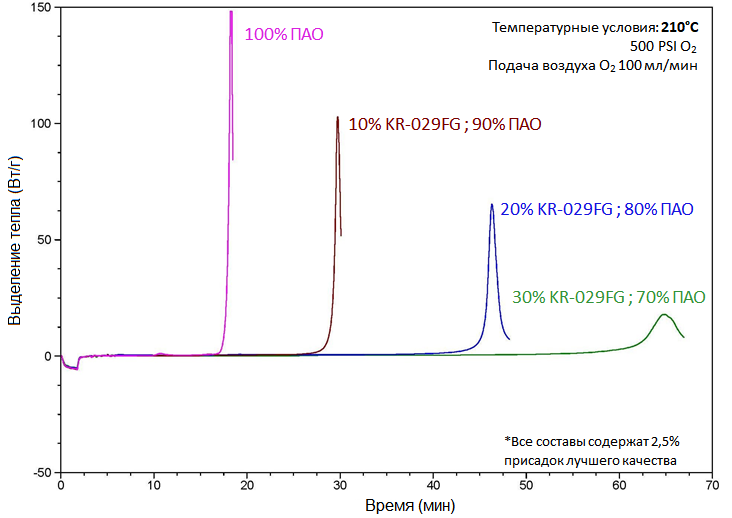 Температурные условия: 210°C
500 PSI O₂
Подача воздуха O₂ 100 мл/мин
100% ПАО
10% KR-029FG ; 90% ПАО
20% KR-029FG ; 80% ПАО
30% KR-029FG ; 70% ПАО
*Все составы содержат 2,5%
присадок лучшего качества
Выделение тепла (Вт/г)
150
100
50
0
-50
0 10 20 30 40 50 60 70
Время (мин)